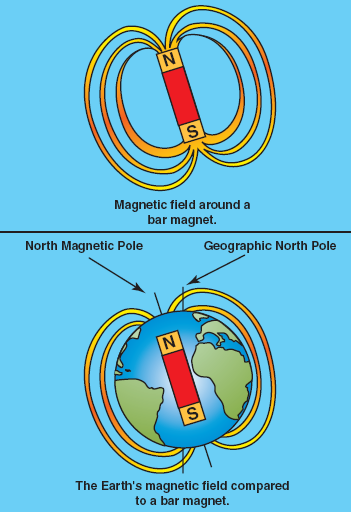 N
S
Magnetic field around a
bar magnet.
North Magnetic Pole
Geographic North Pole
N
S
The Earth's magnetic field compared
to a bar magnet.